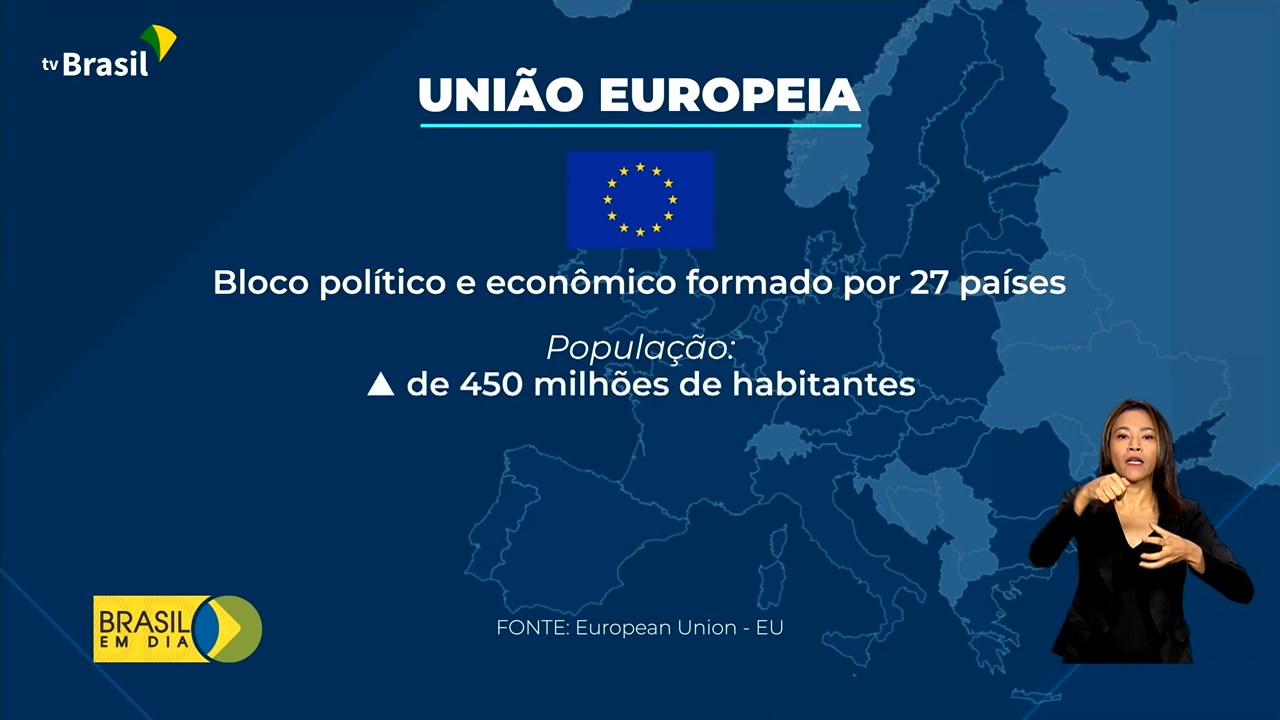 tv Brasil
UNIÃO EUROPEIA
Bloco político e econômico formado por 27 países
População:
▲ de 450 milhões de habitantes
BRASIL
EM DIA
FONTE: European Union - EU